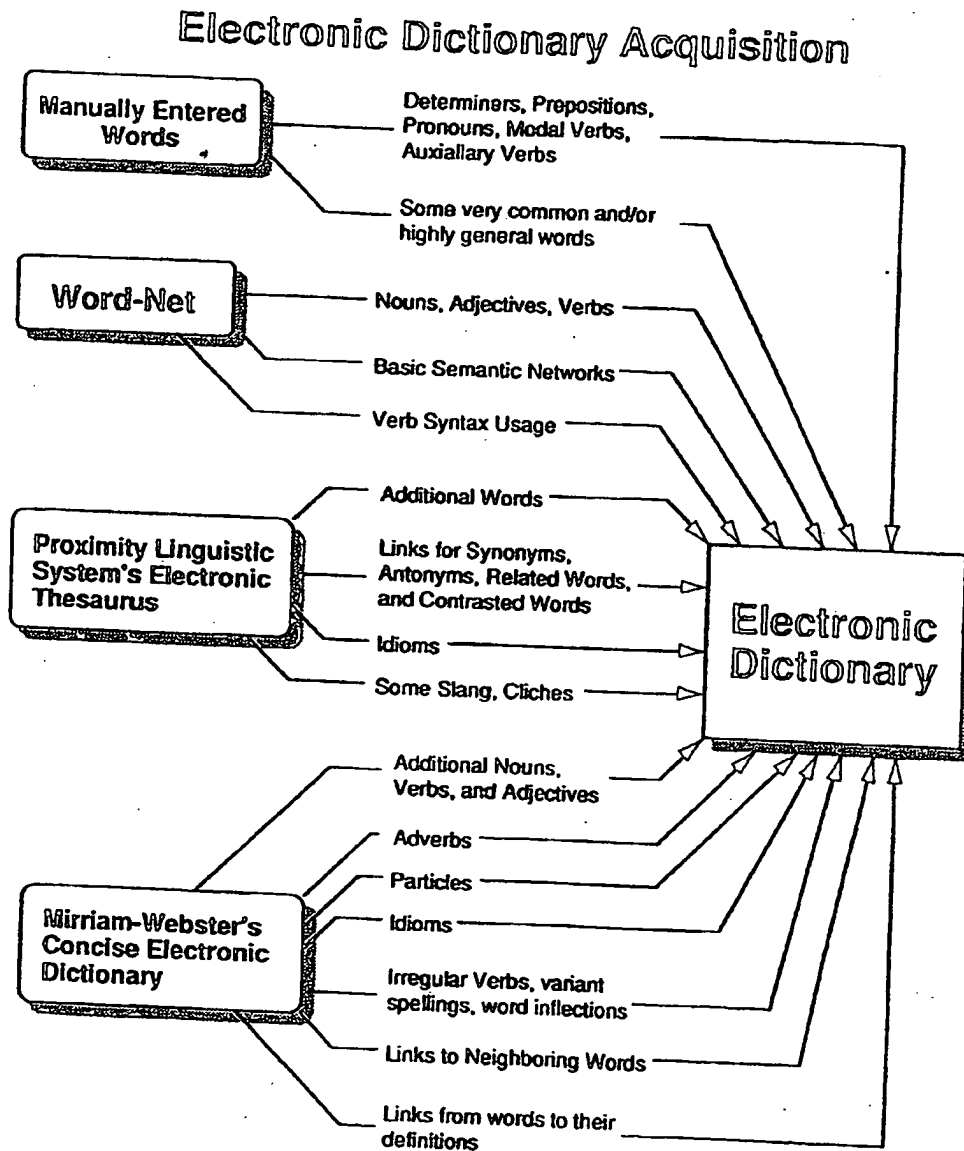 Electronic Dictionary Acquisition
Manually Entered
Words
Determiners, Prepositions,
Pronouns, Modal Verbs,
Auxiallary Verbs
Some very common and/or
highly general words
Word-Net
Nouns, Adjectives, Verbs
Basic Semantic Networks
Verb Syntax Usage
Proximity Linguistic
System's Electronic
Thesaurus
Additional Words
Links for Synonyms,
Antonyms, Related Words,
and Contrasted Words
Idioms
Some Slang, Cliches
Electronic
Dictionary
Mirriam-Webster's
Concise Electronic
Dictionary
Additional Nouns,
Verbs, and Adjectives
Adverbs
Particles
Idioms
Irregular Verbs, variant
spellings, word inflections
Links to Neighboring Words
Links from words to their
definitions